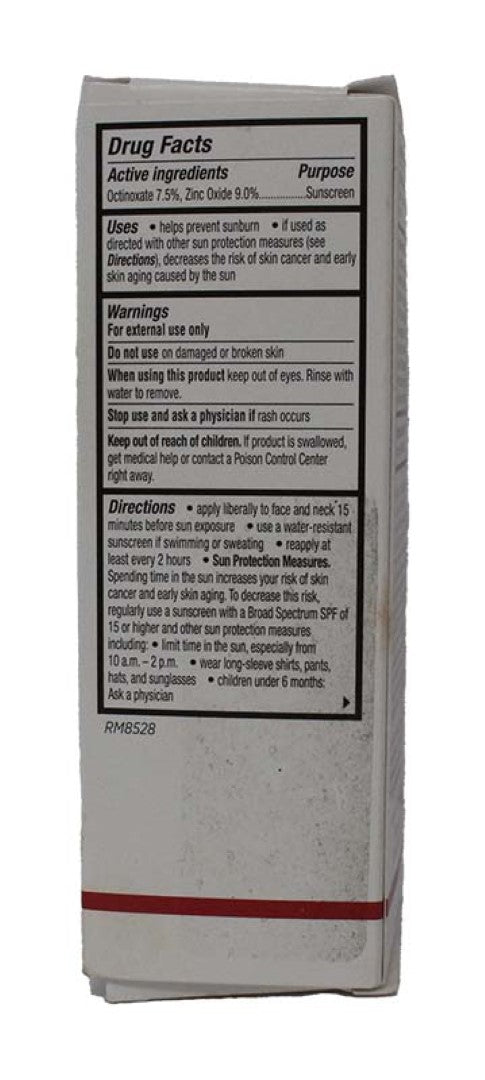 Drug Facts
Active ingredients Purpose
Octinoxate 7.5%, Zinc Oxide 9.0%..............Sunscreen
Uses • helps prevent sunburn • if used as
directed with other sun protection measures (see
Directions), decreases the risk of skin cancer and early
skin aging caused by the sun
Warnings
For external use only
Do not use on damaged or broken skin
When using this product keep out of eyes. Rinse with
water to remove.
Stop use and ask a physician if rash occurs
Keep out of reach of children. If product is swallowed,
get medical help or contact a Poison Control Center
right away.
Directions • apply liberally to face and neck 15
minutes before sun exposure • use a water-resistant
sunscreen if swimming or sweating • reapply at
least every 2 hours • Sun Protection Measures.
Spending time in the sun increases your risk of skin
cancer and early skin aging. To decrease this risk,
regularly use a sunscreen with a Broad Spectrum SPF of
15 or higher and other sun protection measures
including: • limit time in the sun, especially from
10 a.m. – 2 p.m. • wear long-sleeve shirts, pants,
hats, and sunglasses • children under 6 months:
Ask a physician
RM8528